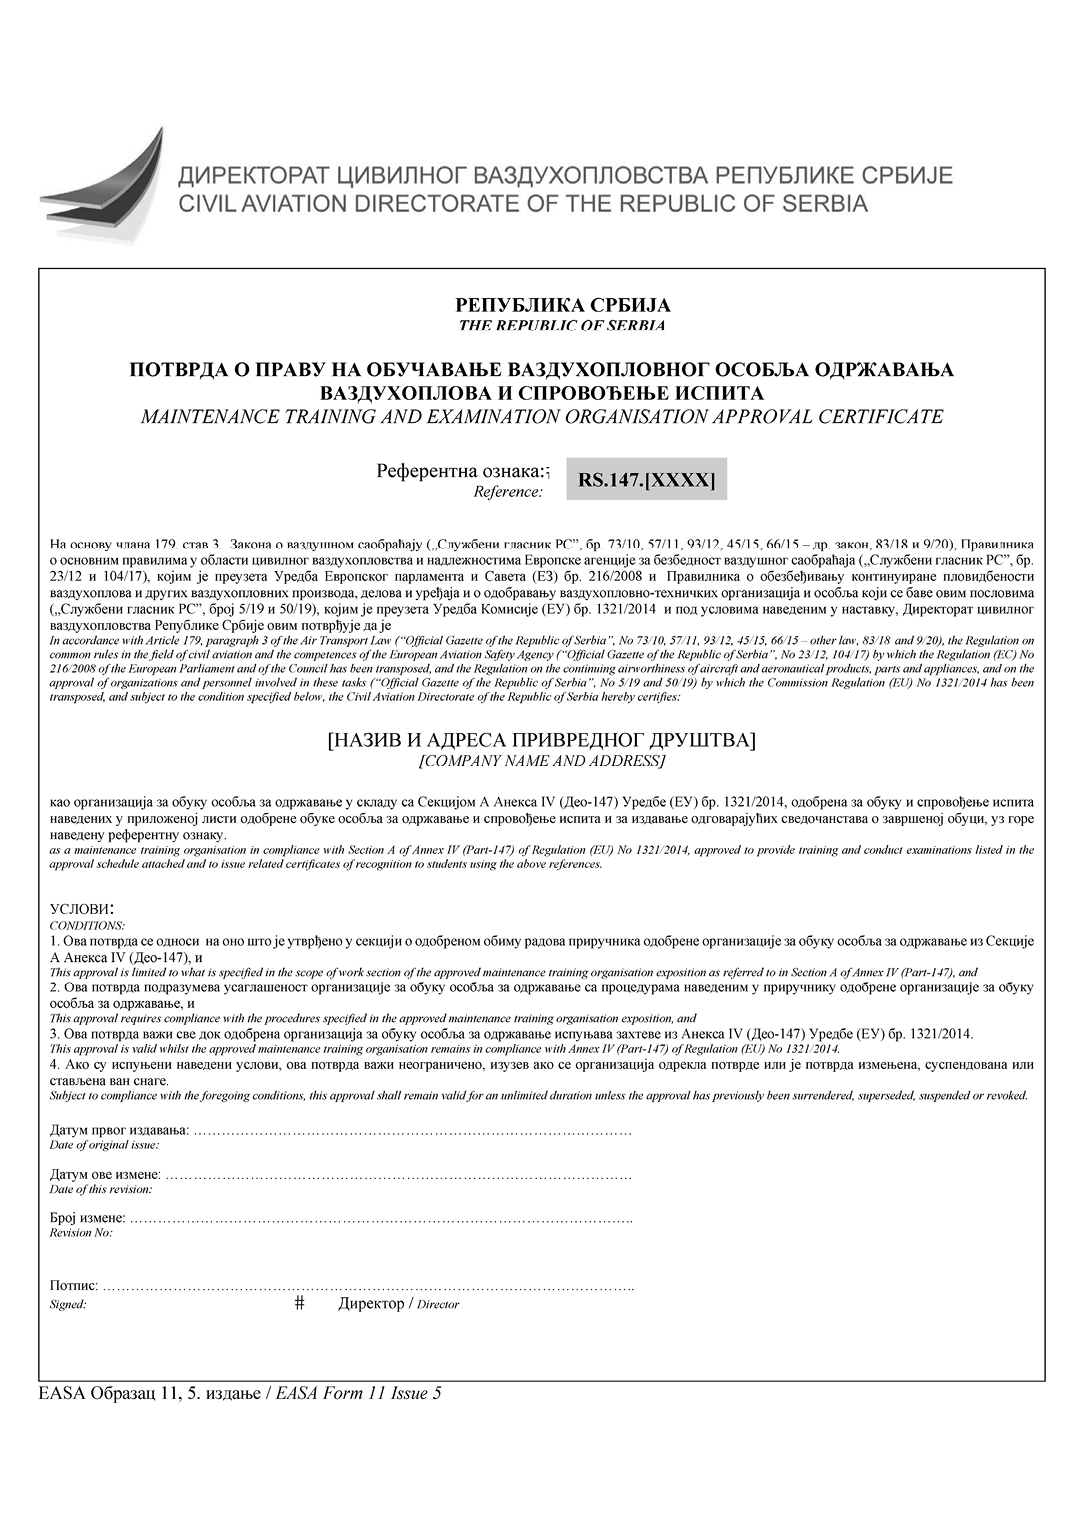 ДИРЕКТОРАТ ЦИВИЛНОГ ВАЗДУХОПЛОВСТВА РЕПУБЛИКЕ СРБИЈЕ
CIVIL AVIATION DIRECTORATE OF THE REPUBLIC OF SERBIA
РЕПУБЛИКА СРБИЈА
THE REPUBLIC OF SERBIA
ПОТВРДА О ПРАВУ НА ОБУЧАВАЊЕ ВАЗДУХОПЛОВНОГ ОСОБЉА ОДРЖАВАЊА
ВАЗДУХОПЛОВА И СПРОВОЂЕЊЕ ИСПИТА
MAINTENANCE TRAINING AND EXAMINATION ORGANISATION APPROVAL CERTIFICATE
Референтна ознака:
RS.147.[XXXX]
Reference:
На основу члана 179. став 3. Закона о ваздушном саобраћају („Службени гласник РС”, бр. 73/10, 57/11, 93/12, 45/15, 66/15 – др. закон, 83/18 и 9/20), Правилника
о основним правилима у области цивилног ваздухопловства и надлежностима Европске агенције за безбедност ваздушног саобраћаја („Службени гласник РС”, бр.
23/12 и 104/17), којим је преузета Уредба Европског парламента и Савета (ЕЗ) бр. 216/2008 и Правилника о обезбеђивању континуиране пловидбености
ваздухоплова и других ваздухопловних производа, делова и уређаја и о одобравању ваздухопловно-техничких организација и особља који се баве овим пословима
(„Службени гласник РС”, број 5/19 и 50/19), којим је преузета Уредба Комисије (ЕУ) бр. 1321/2014 и под условима наведеним у наставку, Директорат цивилног
ваздухопловства Републике Србије овим потврђује да је
In accordance with Article 179, paragraph 3 of the Air Transport Law (“Official Gazette of the Republic of Serbia”, No 73/10, 57/11, 93/12, 45/15, 66/15 – other law, 83/18 and 9/20), the Regulation on
common rules in the field of civil aviation and the competences of the European Aviation Safety Agency (“Official Gazette of the Republic of Serbia”, No 23/12, 104/17) by which the Regulation (EC) No
216/2008 of the European Parliament and of the Council has been transposed, and the Regulation on the continuing airworthiness of aircraft and aeronautical products, parts and appliances, and on the
approval of organizations and personnel involved in these tasks (“Official Gazette of the Republic of Serbia”, No 5/19 and 50/19) by which the Commission Regulation (EU) No 1321/2014 has been
transposed, and subject to the condition specified below, the Civil Aviation Directorate of the Republic of Serbia hereby certifies:
[НАЗИВ И АДРЕСА ПРИВРЕДНОГ ДРУШТВА]
[COMPANY NAME AND ADDRESS]
као организација за обуку особља за одржавање у складу са Секцијом А Анекса IV (Део-147) Уредбе (ЕУ) бр. 1321/2014, одобрена за обуку и спровођење испита
наведених у приложеној листи одобрене обуке особља за одржавање и спровођење испита и за издавање одговарајућих сведочанстава о завршеној обуци, уз горе
наведену референтну ознаку.
as a maintenance training organisation in compliance with Section A of Annex IV (Part-147) of Regulation (EU) No 1321/2014, approved to provide training and conduct examinations listed in the
approval schedule attached and to issue related certificates of recognition to students using the above references.
УСЛОВИ:
CONDITIONS:
1. Ова потврда се односи на оно што је утврђено у секцији о одобреном обиму радова приручника одобрене организације за обуку особља за одржавање из Секције
А Анекса IV (Део-147), и
This approval is limited to what is specified in the scope of work section of the approved maintenance training organisation exposition as referred to in Section A of Annex IV (Part-147), and
2. Ова потврда подразумева усаглашеност организације за обуку особља за одржавање са процедурама наведеним у приручнику одобрене организације за обуку
особља за одржавање, и
This approval requires compliance with the procedures specified in the approved maintenance training organisation exposition, and
3. Ова потврда важи све док одобрена организација за обуку особља за одржавање испуњава захтеве из Анекса IV (Део-147) Уредбе (ЕУ) бр. 1321/2014.
This approval is valid whilst the approved maintenance training organisation remains in compliance with Annex IV (Part-147) of Regulation (EU) No 1321/2014.
4. Ако су испуњени наведени услови, ова потврда важи неограничено, изузев ако се организација одрекла потврде или је потврда измењена, суспендована или
стављена ван снаге.
Subject to compliance with the foregoing conditions, this approval shall remain valid for an unlimited duration unless the approval has previously been surrendered, superseded, suspended or revoked.
Датум првог издавања: …………………………………………………………………………………
Date of original issue:
Датум ове измене: ………………………………………………………………………………………
Date of this revision:
Број измене: ……………………………………………………………………………………………..
Revision No:
Потпис: …………………………………………………………………………………………………..
Signed:
# Директор / Director
EASA Образац 11, 5. издање / EASA Form 11 Issue 5